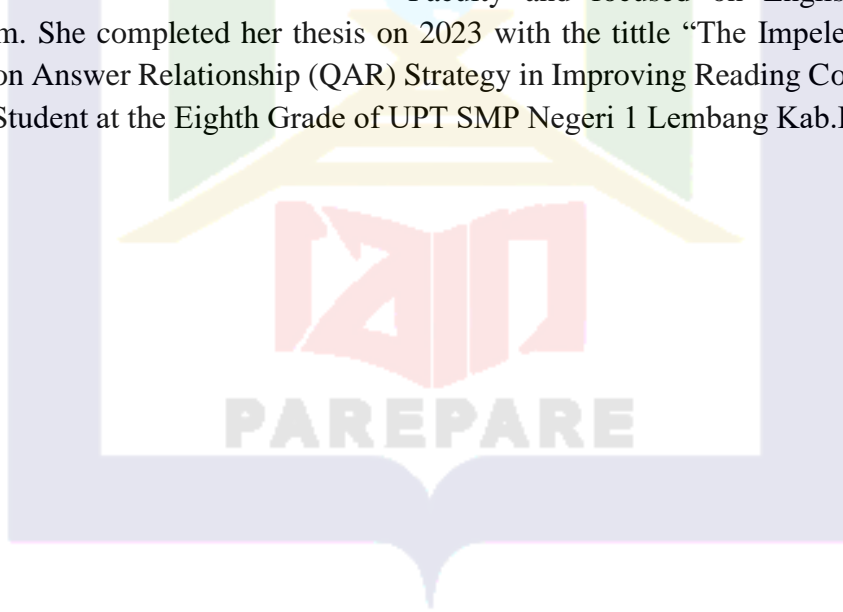 Faculty and focused on Englis
m. She completed her thesis on 2023 with the tittle “The Impele
on Answer Relationship (QAR) Strategy in Improving Reading Co
Student at the Eighth Grade of UPT SMP Negeri 1 Lembang Kab.
iain
PAREPARE